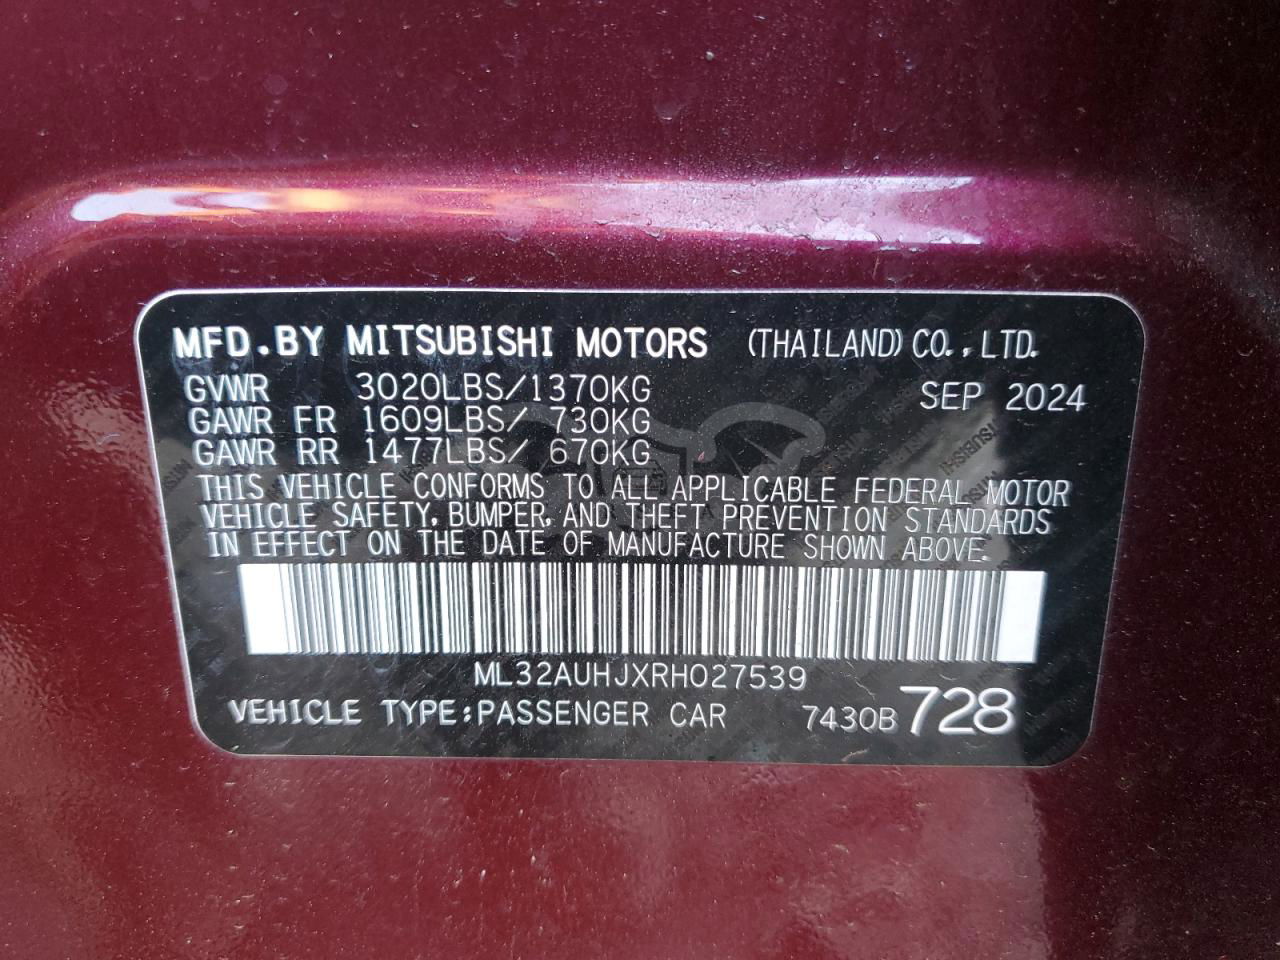 MFD.BY MITSUBISHI MOTORS (THAILAND) CO.,LTD.
GVWR 3020LBS/1370KG SEP 2024
GAWR FR 1609LBS/ 730KG
GAWR RR 1477LBS/ 670KG
THIS VEHICLE CONFORMS TO ALL APPLICABLE FEDERAL MOTOR
VEHICLE SAFETY, BUMPER, AND THEFT PREVENTION STANDARDS
IN EFFECT ON THE DATE OF MANUFACTURE SHOWN ABOVE.
ML32AUHJXRH027539
VEHICLE TYPE:PASSENGER CAR 7430B 728